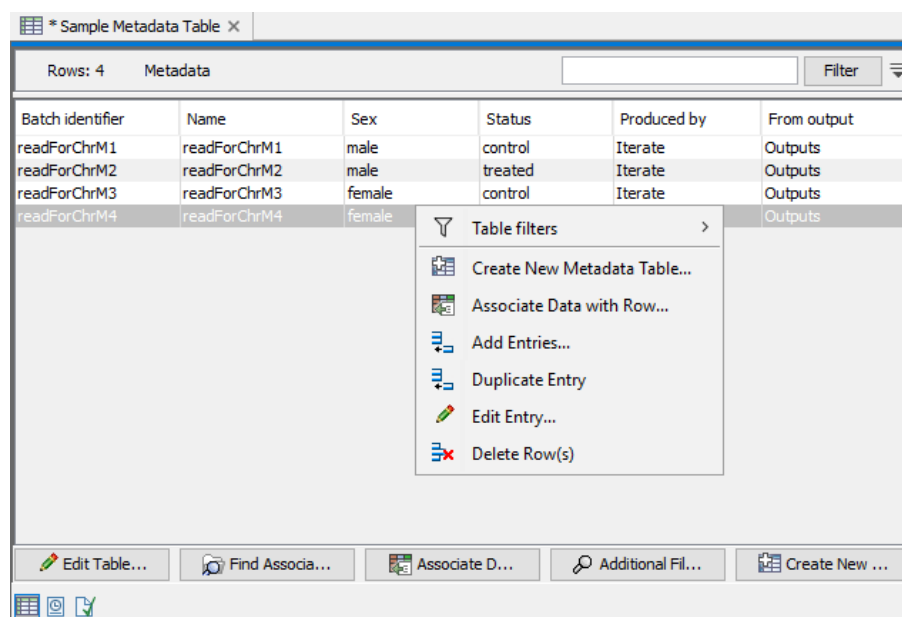 * Sample Metadata Table
Rows: 4 Metadata Filter
Batch identifier Name Sex Status Produced by From output
readForChrM1 readForChrM1 male control Iterate Outputs
readForChrM2 readForChrM2 male treated Iterate Outputs
readForChrM3 readForChrM3 female control Iterate Outputs
readForChrM4 readForChrM4 female Outputs
Table filters
Create New Metadata Table...
Associate Data with Row...
Add Entries...
Duplicate Entry
Edit Entry...
Delete Row(s)
Edit Table... Find Associa... Associate D... Additional Fil... Create New ...